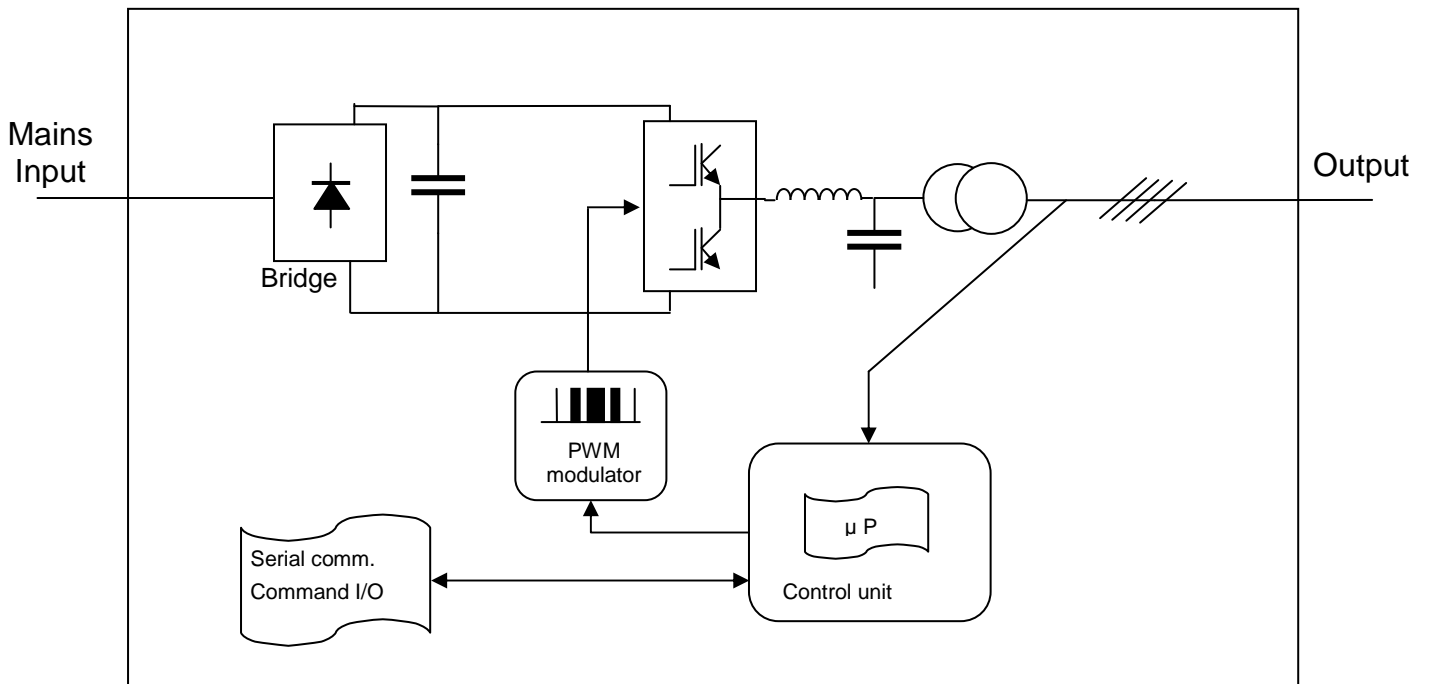 Mains
Input
Output
Bridge
PWM
modulator
µ P
Serial comm.
Command I/O
Control unit